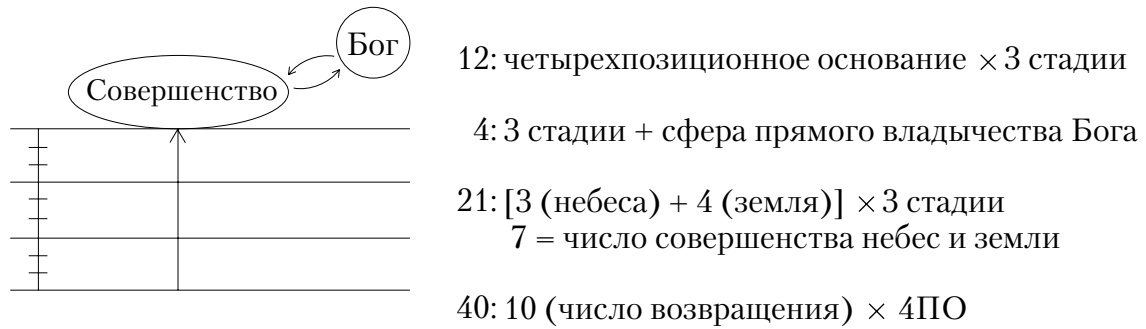 Бог
Совершенство
12: четырехпозиционное основание × 3 стадии
4: 3 стадии + сфера прямого владычества Бога
21: [3 (небеса) + 4 (земля)] × 3 стадии
7 = число совершенства небес и земли
40: 10 (число возвращения) × 4ПО